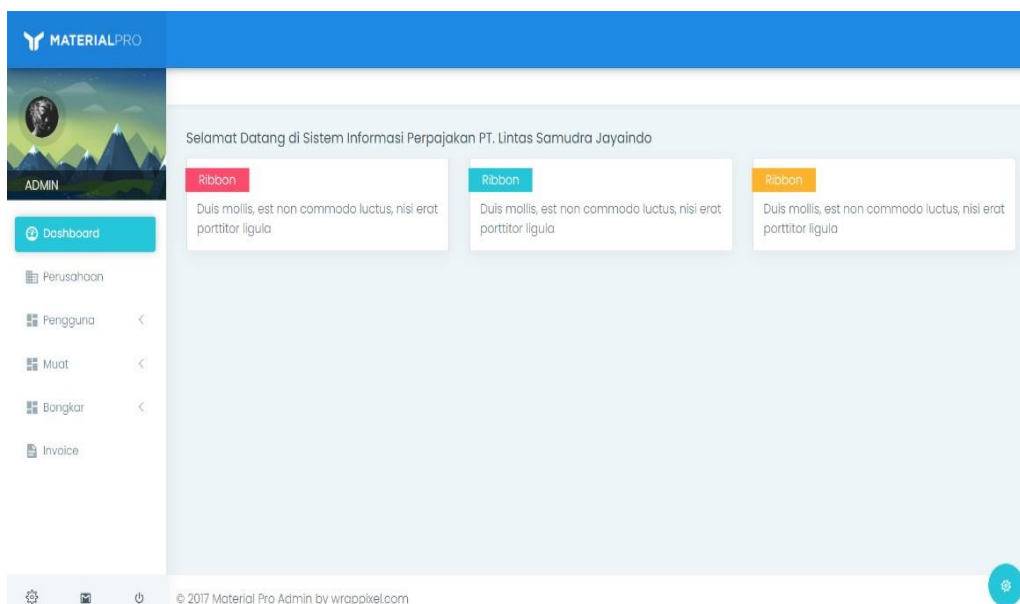 MATERIALPRO
ADMIN
Dashboard
Perusahaan
Pengguna
Muat
Bongkar
Invoice
Selamat Datang di Sistem Informasi Perpajakan PT. Lintas Samudra Jayaindo
Ribbon
Duis mollis, est non commodo luctus, nisi erat
porttitor ligula
Ribbon
Duis mollis, est non commodo luctus, nisi erat
porttitor ligula
Ribbon
Duis mollis, est non commodo luctus, nisi erat
porttitor ligula
© 2017 Material Pro Admin by wrappixel.com